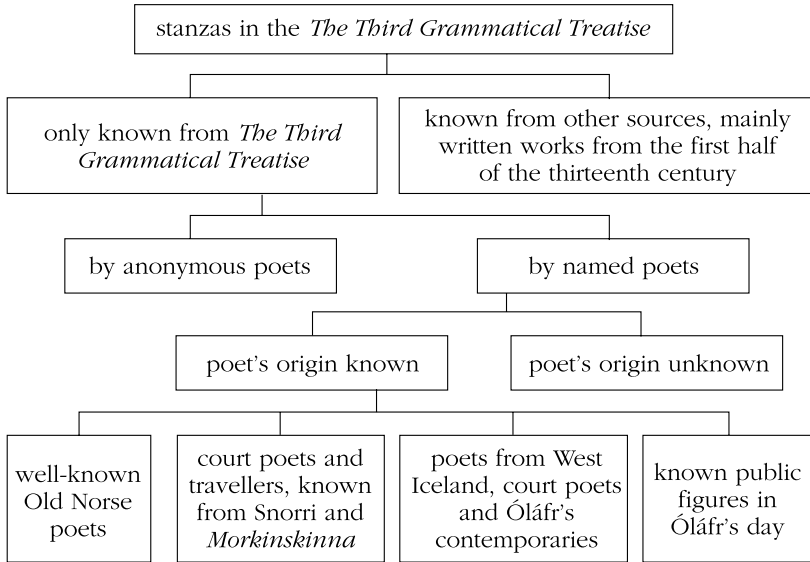 stanzas in the The Third Grammatical Treatise
only known from The Third
Grammatical Treatise
known from other sources, mainly
written works from the first half
of the thirteenth century
by anonymous poets
by named poets
poet's origin known
poet's origin unknown
well-known
Old Norse
poets
court poets and
travellers, known
from Snorri and
Morkinskinna
poets from West
Iceland, court poets
and Óláfr's
contemporaries
known public
figures in
Óláfr's day